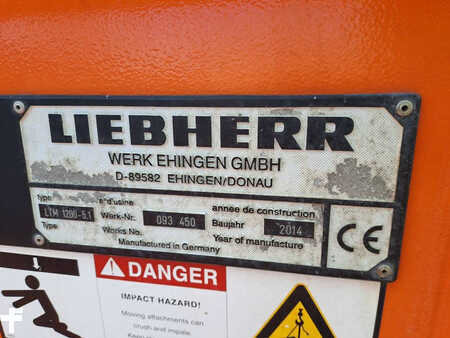 LIEBHERR
WERK EHINGEN GMBH
D-89582 EHINGEN/DONAU
type n° d'usine année de construction
LTM 1200-5.1 Werk-Nr. 093 450 Baujahr 2014
Type Works No. Year of manufacture
Manufactured in Germany
CE
DANGER
IMPACT HAZARD!
Moving attachments can
crush and impale.
f